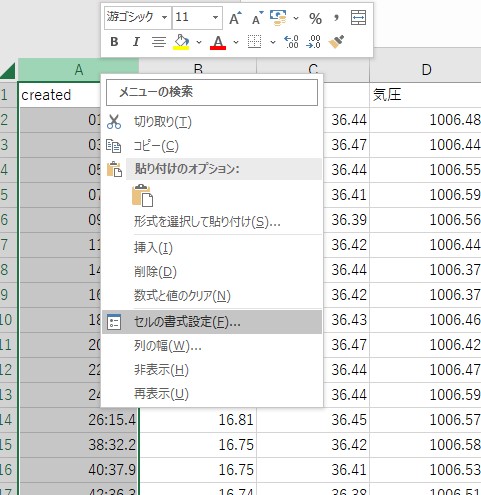 游ゴシック 11 A A % ,
B I A .00 .0
A B C D
1 created 気圧
2 01 36.44 1006.48
3 03 36.47 1006.44
4 05 36.44 1006.55
5 07 36.41 1006.59
6 09 36.39 1006.56
7 11 36.42 1006.44
8 14 36.44 1006.37
9 16 36.42 1006.37
10 18 36.43 1006.46
11 20 36.42 1006.47
12 22 36.44 1006.57
13 24 36.41 1006.59
14 26:15.4 16.81 36.45 1006.57
15 38:32.2 16.75 36.42 1006.58
16 40:37.9 16.75 36.41 1006.53
42:36.3 16.74 36.38 1006.51
メニューの検索
切り取り(T)
コピー(C)
貼り付けのオプション:
形式を選択して貼り付け(S)...
挿入(I)
削除(D)
数式と値のクリア(N)
セルの書式設定(F)...
列の幅(W)...
非表示(H)
再表示(U)